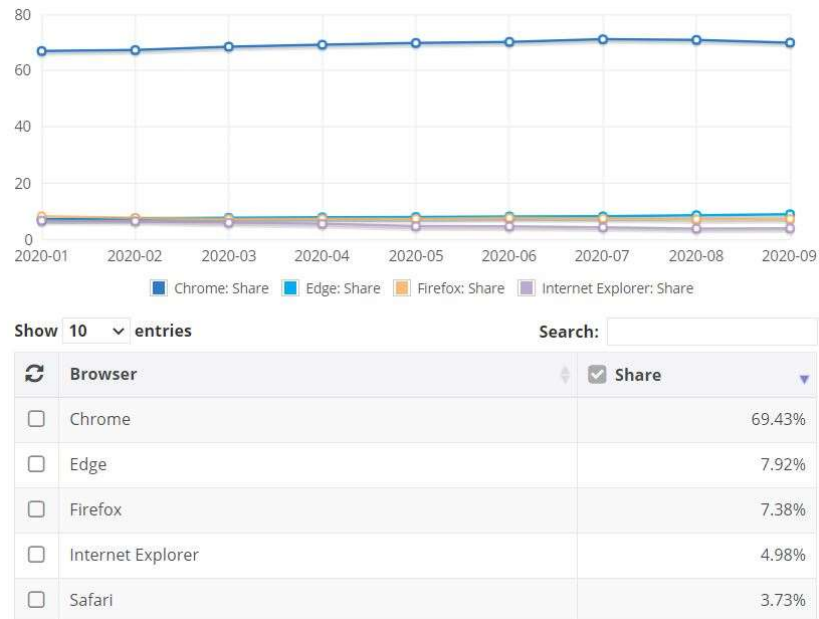 80
60
40
20
0
2020-01 2020-02 2020-03 2020-04 2020-05 2020-06 2020-07 2020-08 2020-09
Chrome: Share Edge: Share Firefox: Share Internet Explorer: Share
Show 10 entries Search:
Browser Share
Chrome 69.43%
Edge 7.92%
Firefox 7.38%
Internet Explorer 4.98%
Safari 3.73%